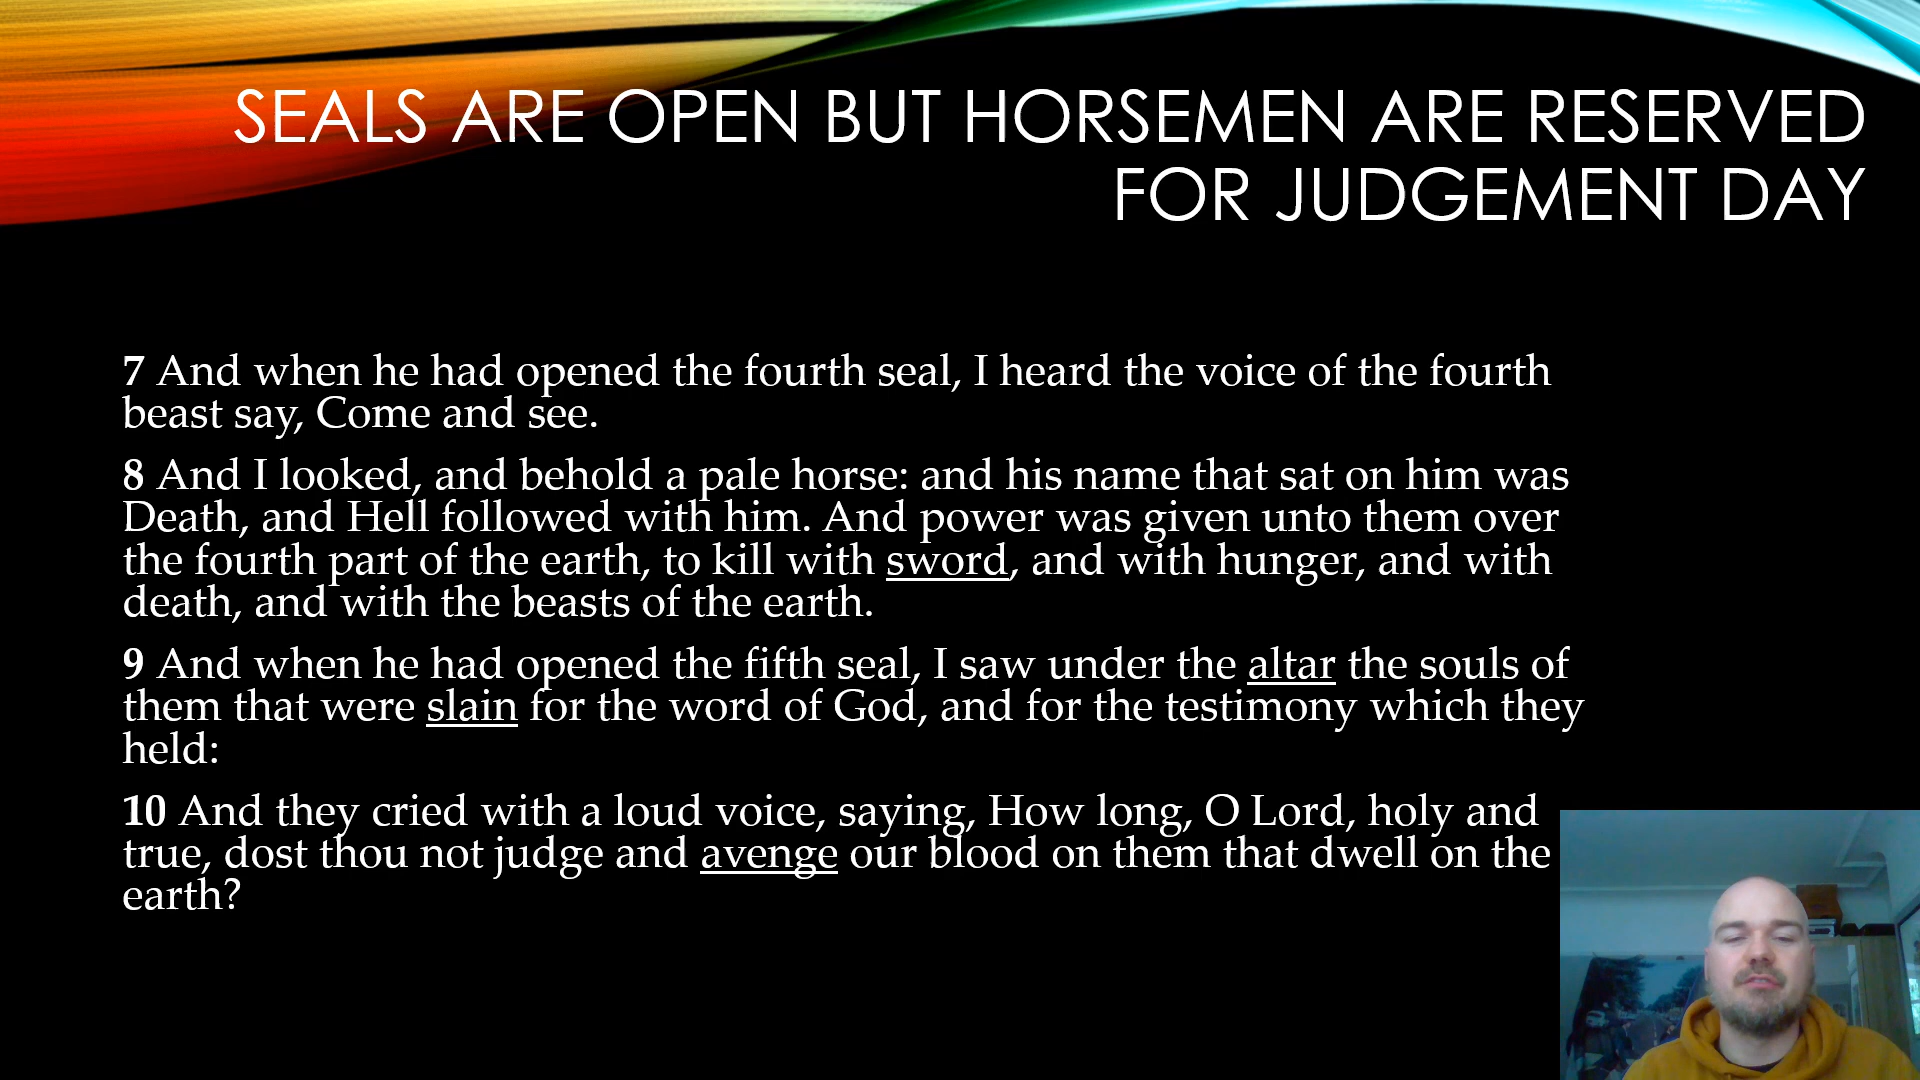 SEALS ARE OPEN BUT HORSEMEN ARE RESERVED
FOR JUDGEMENT DAY
7 And when he had opened the fourth seal, I heard the voice of the fourth
beast say, Come and see.
8 And I looked, and behold a pale horse: and his name that sat on him was
Death, and Hell followed with him. And power was given unto them over
the fourth part of the earth, to kill with sword, and with hunger, and with
death, and with the beasts of the earth.
9 And when he had opened the fifth seal, I saw under the altar the souls of
them that were slain for the word of God, and for the testimony which they
held:
10 And they cried with a loud voice, saying, How long, O Lord, holy and
true, dost thou not judge and avenge our blood on them that dwell on the
earth?